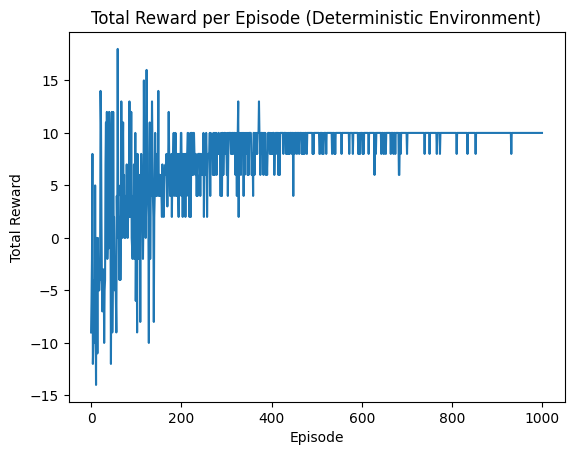 Total Reward per Episode (Deterministic Environment)
Total Reward
15
10
5
0
−5
−10
−15
0 200 400 600 800 1000
Episode